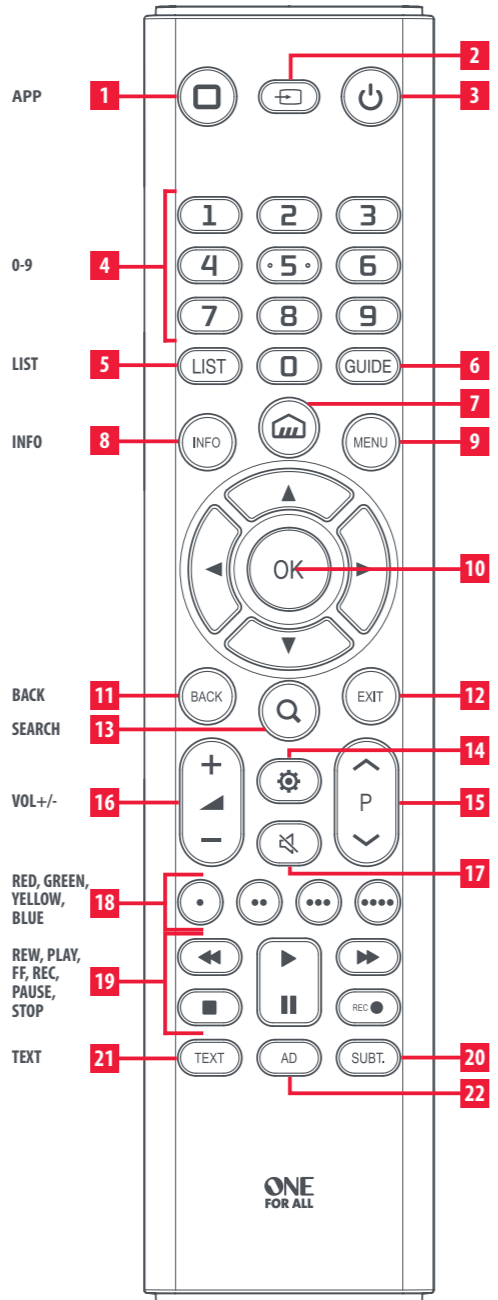 2
APP 1 3
1 2 3
0-9 4 4 5 6
7 8 9
LIST 5 LIST 0 GUIDE 6
7
INFO 8 INFO MENU 9
OK 10
BACK 11 BACK EXIT 12
SEARCH 13
14
VOL+/- 16 + P 15
−
17
RED, GREEN,
YELLOW,
BLUE
18
REW, PLAY,
FF, REC,
PAUSE,
STOP
19
REC
TEXT 21 TEXT AD SUBT. 20
22
ONE
FOR ALL